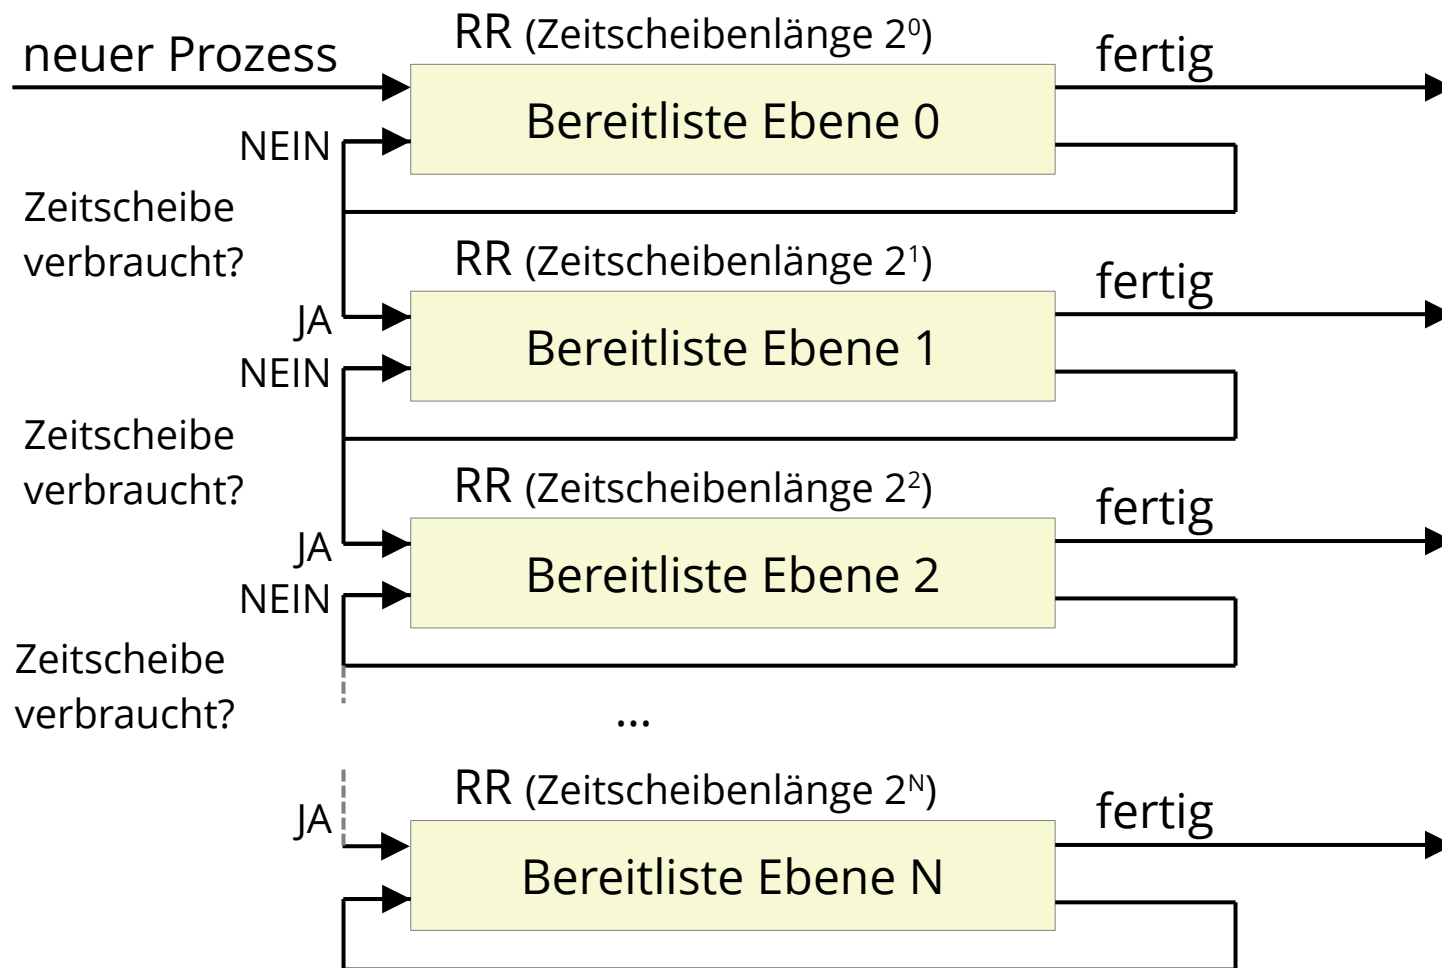 RR (Zeitscheibenlänge 2⁰)
neuer Prozess
fertig
Bereitliste Ebene 0
NEIN
Zeitscheibe
verbraucht?
RR (Zeitscheibenlänge 2¹)
fertig
JA
Bereitliste Ebene 1
NEIN
Zeitscheibe
verbraucht?
RR (Zeitscheibenlänge 2²)
fertig
JA
Bereitliste Ebene 2
NEIN
Zeitscheibe
verbraucht?
...
RR (Zeitscheibenlänge 2ᴺ)
fertig
JA
Bereitliste Ebene N